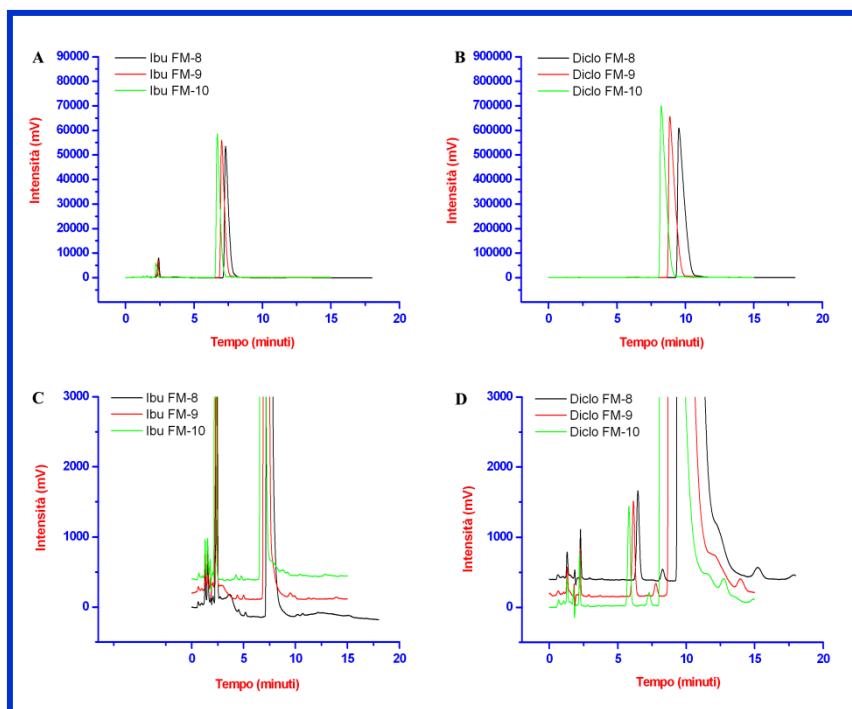 A
Ibu FM-8
Ibu FM-9
Ibu FM-10
90000
80000
70000
60000
50000
40000
30000
20000
10000
0
Intensità (mV)
0 5 10 15 20
Tempo (minuti)
B
Diclo FM-8
Diclo FM-9
Diclo FM-10
900000
800000
700000
600000
500000
400000
300000
200000
100000
0
Intensità (mV)
0 5 10 15 20
Tempo (minuti)
C
Ibu FM-8
Ibu FM-9
Ibu FM-10
3000
2000
1000
0
Intensità (mV)
0 5 10 15 20
Tempo (minuti)
D
Diclo FM-8
Diclo FM-9
Diclo FM-10
3000
2000
1000
0
Intensità (mV)
0 5 10 15 20
Tempo (minuti)